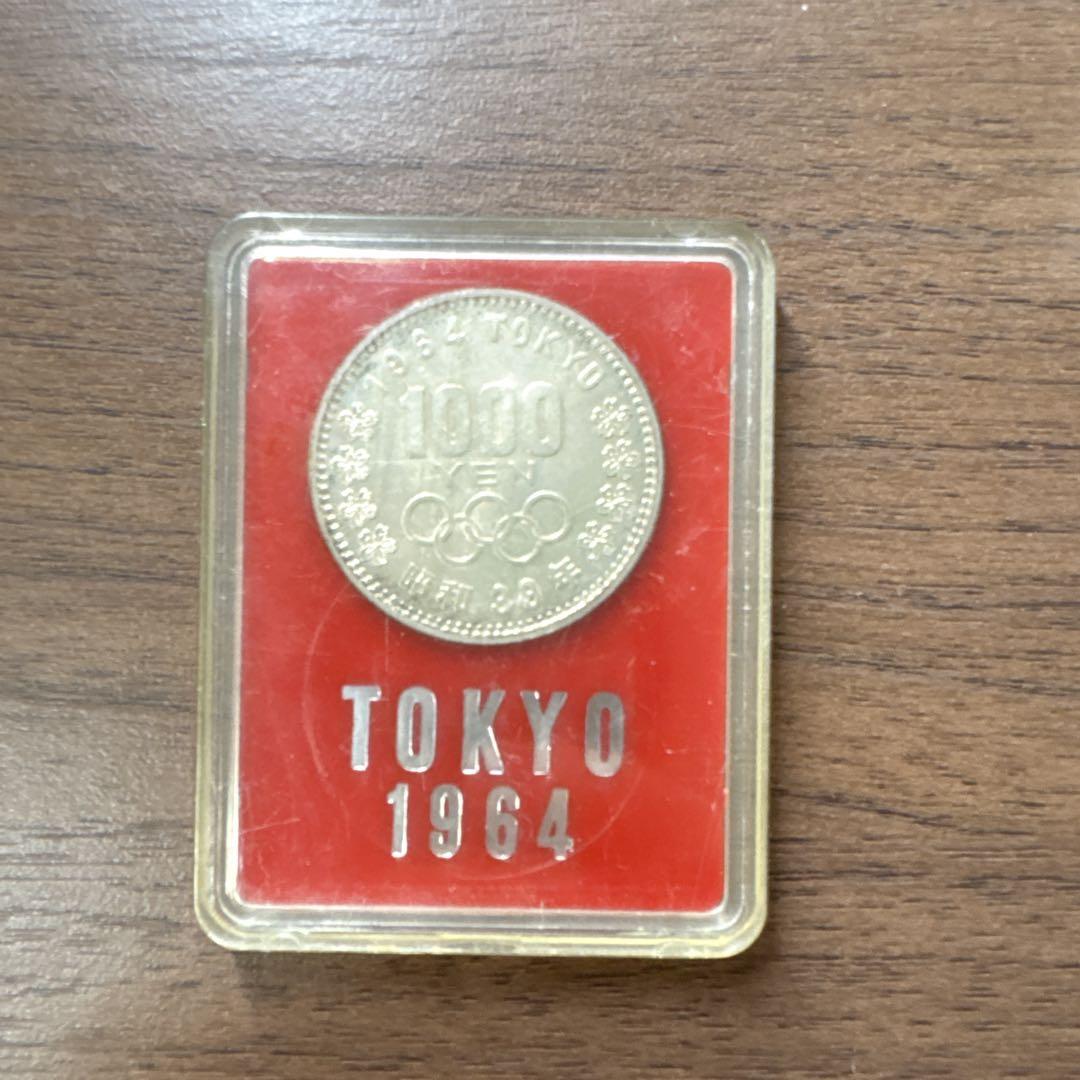 1964 TOKYO
1000
YEN
昭和39年
TOKYO
1964